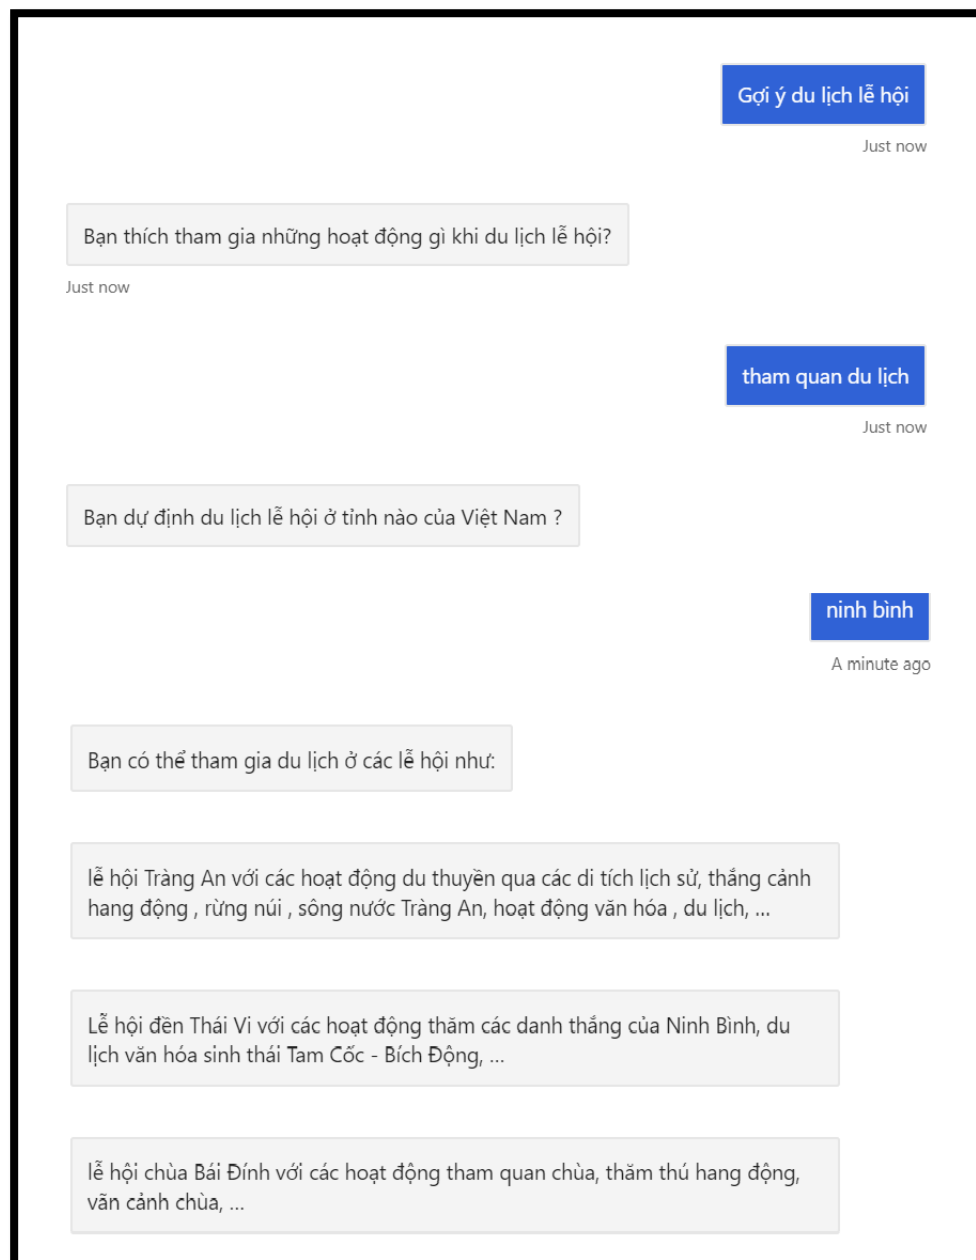 Gợi ý du lịch lễ hội
Just now
Bạn thích tham gia những hoạt động gì khi du lịch lễ hội?
Just now
tham quan du lịch
Just now
Bạn dự định du lịch lễ hội ở tỉnh nào của Việt Nam ?
ninh bình
A minute ago
Bạn có thể tham gia du lịch ở các lễ hội như:
lễ hội Tràng An với các hoạt động du thuyền qua các di tích lịch sử, thắng cảnh
hang động , rừng núi , sông nước Tràng An, hoạt động văn hóa , du lịch, ...
Lễ hội đền Thái Vi với các hoạt động thăm các danh thắng của Ninh Bình, du
lịch văn hóa sinh thái Tam Cốc - Bích Động, ...
lễ hội chùa Bái Đính với các hoạt động tham quan chùa, thăm thú hang động,
vãn cảnh chùa, ...